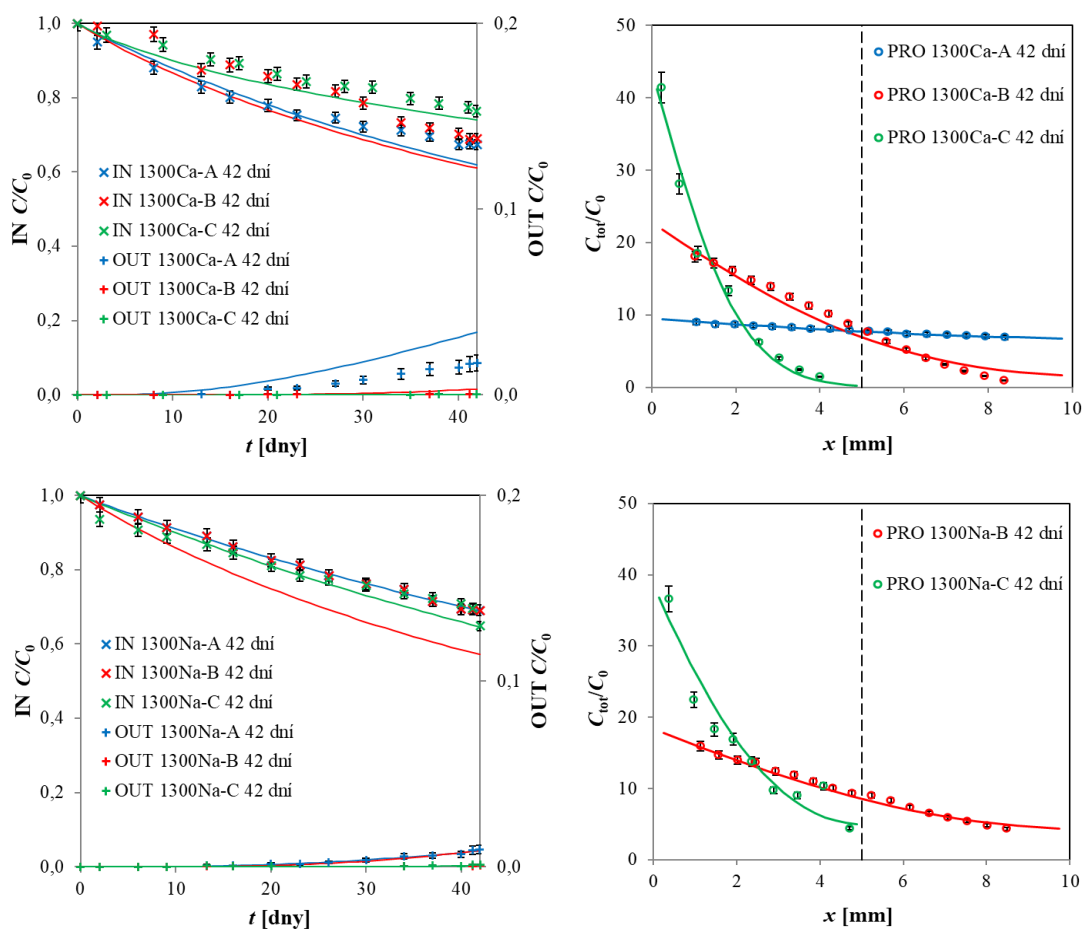 IN C/C0
1,0
0,8
0,6
0,4
0,2
0,0
IN 1300Ca-A 42 dní
IN 1300Ca-B 42 dní
IN 1300Ca-C 42 dní
OUT 1300Ca-A 42 dní
OUT 1300Ca-B 42 dní
OUT 1300Ca-C 42 dní
0,2
0,1
0,0
OUT C/C0
0 10 20 30 40
t [dny]
Ctot/C0
50
40
30
20
10
0
PRO 1300Ca-A 42 dní
PRO 1300Ca-B 42 dní
PRO 1300Ca-C 42 dní
0 2 4 6 8 10
x [mm]
IN C/C0
1,0
0,8
0,6
0,4
0,2
0,0
IN 1300Na-A 42 dní
IN 1300Na-B 42 dní
IN 1300Na-C 42 dní
OUT 1300Na-A 42 dní
OUT 1300Na-B 42 dní
OUT 1300Na-C 42 dní
0,2
0,1
0,0
OUT C/C0
0 10 20 30 40
t [dny]
Ctot/C0
50
40
30
20
10
0
PRO 1300Na-B 42 dní
PRO 1300Na-C 42 dní
0 2 4 6 8 10
x [mm]